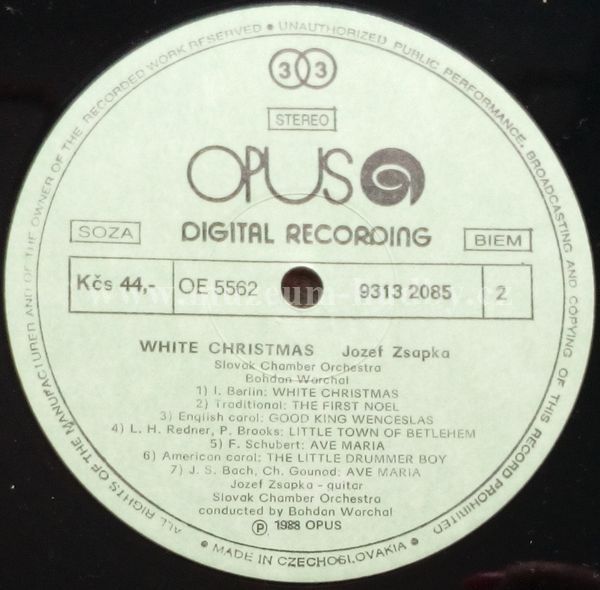 ALL RIGHTS OF THE MANUFACTURER AND OF THE OWNER OF THE RECORDED WORK RESERVED ● UNAUTHORIZED PUBLIC PERFORMANCE, BROADCASTING AND COPYING OF THIS RECORD PROHIBITED ● MADE IN CZECHOSLOVAKIA ●
33
STEREO
OPUS
SOZA DIGITAL RECORDING BIEM
Kčs 44,- OE 5562 9313 2085 2
WHITE CHRISTMAS Jozef Zsapka
Slovak Chamber Orchestra
Bohdan Warchal
1) I. Berlin: WHITE CHRISTMAS
2) Traditional: THE FIRST NOEL
3) English carol: GOOD KING WENCESLAS
4) L. H. Redner, P. Brooks: LITTLE TOWN OF BETLEHEM
5) F. Schubert: AVE MARIA
6) American carol: THE LITTLE DRUMMER BOY
7) J. S. Bach, Ch. Gounod: AVE MARIA
Jozef Zsapka - guitar
Slovak Chamber Orchestra
conducted by Bohdan Warchal
Ⓟ 1988 OPUS